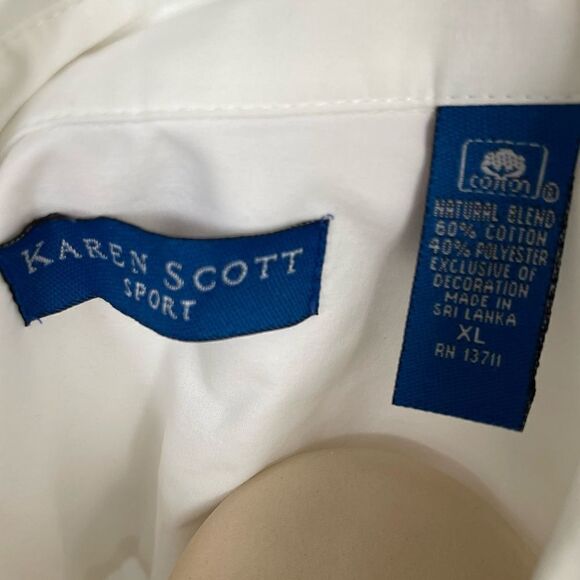 KAREN SCOTT
SPORT
cotton
®
NATURAL BLEND
60% COTTON
40% POLYESTER
EXCLUSIVE OF
DECORATION
MADE IN
SRI LANKA
XL
RN 13711